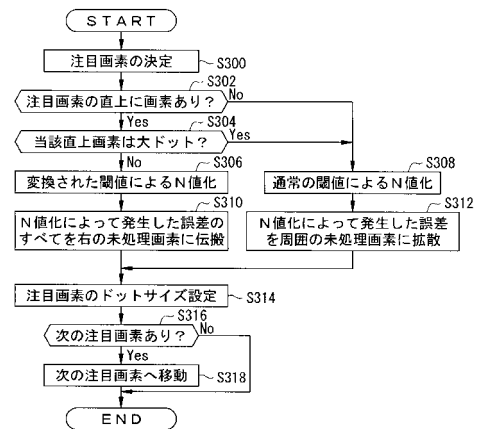 START
注目画素の決定
S300
S302
注目画素の直上に画素あり?
No
Yes
S304
当該直上画素は大ドット?
Yes
No
S306
変換された閾値によるN値化
S308
通常の閾値によるN値化
S310
N値化によって発生した誤差の
すべてを右の未処理画素に伝搬
S312
N値化によって発生した誤差
を周囲の未処理画素に拡散
注目画素のドットサイズ設定
S314
S316
次の注目画素あり?
No
Yes
次の注目画素へ移動
S318
END